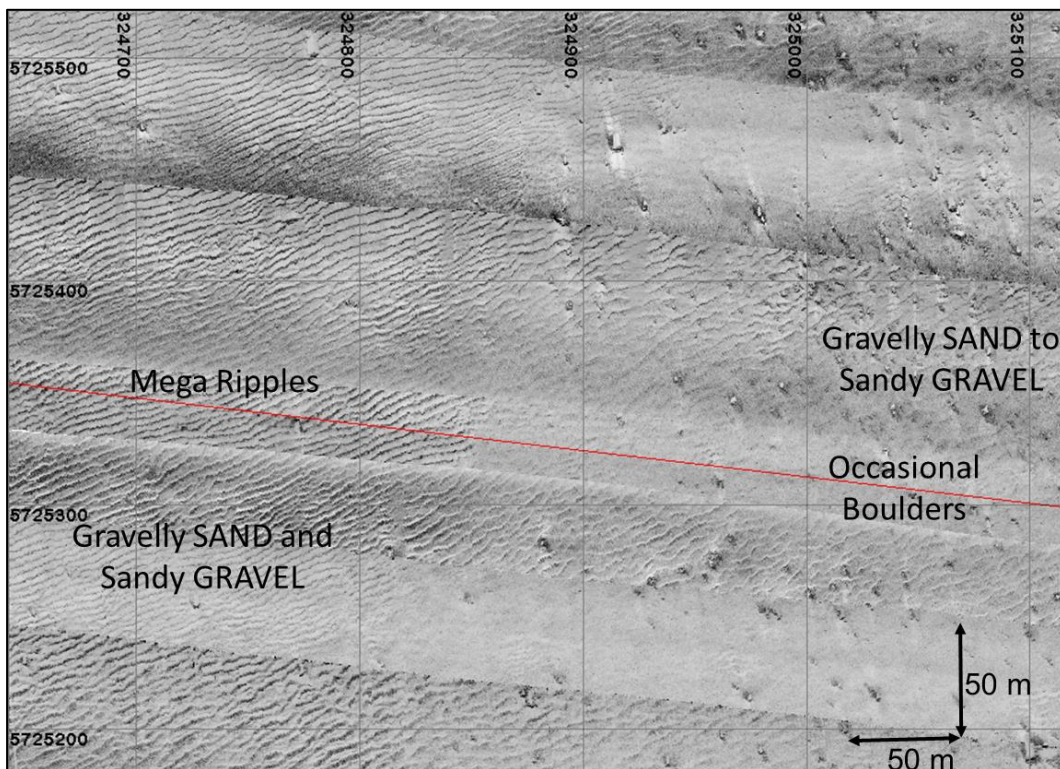 324700
324800
324900
325000
325100
5725500
5725400
Gravelly SAND to
Sandy GRAVEL
Mega Ripples
Occasional
Boulders
5725300
Gravelly SAND and
Sandy GRAVEL
50 m
5725200
50 m